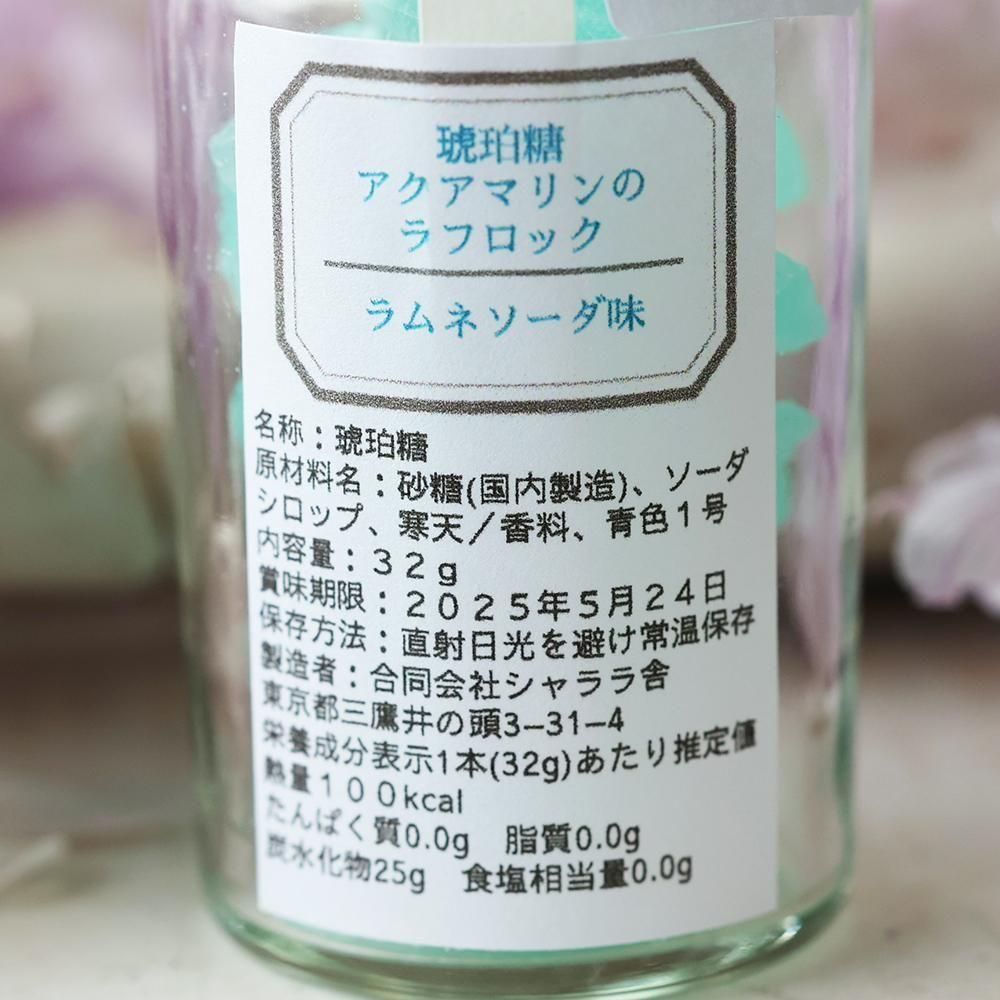 琥珀糖
アクアマリンの
ラフロック
ラムネソーダ味
名称：琥珀糖
原材料名：砂糖(国内製造)、ソーダ
シロップ、寒天／香料、青色１号
内容量：３２ｇ
賞味期限：２０２５年５月２４日
保存方法：直射日光を避け常温保存
製造者：合同会社シャララ舎
東京都三鷹井の頭3−31−4
栄養成分表示1本(32g)あたり推定値
熱量１００kcal
たんぱく質0.0g　脂質0.0g
炭水化物25g　食塩相当量0.0g